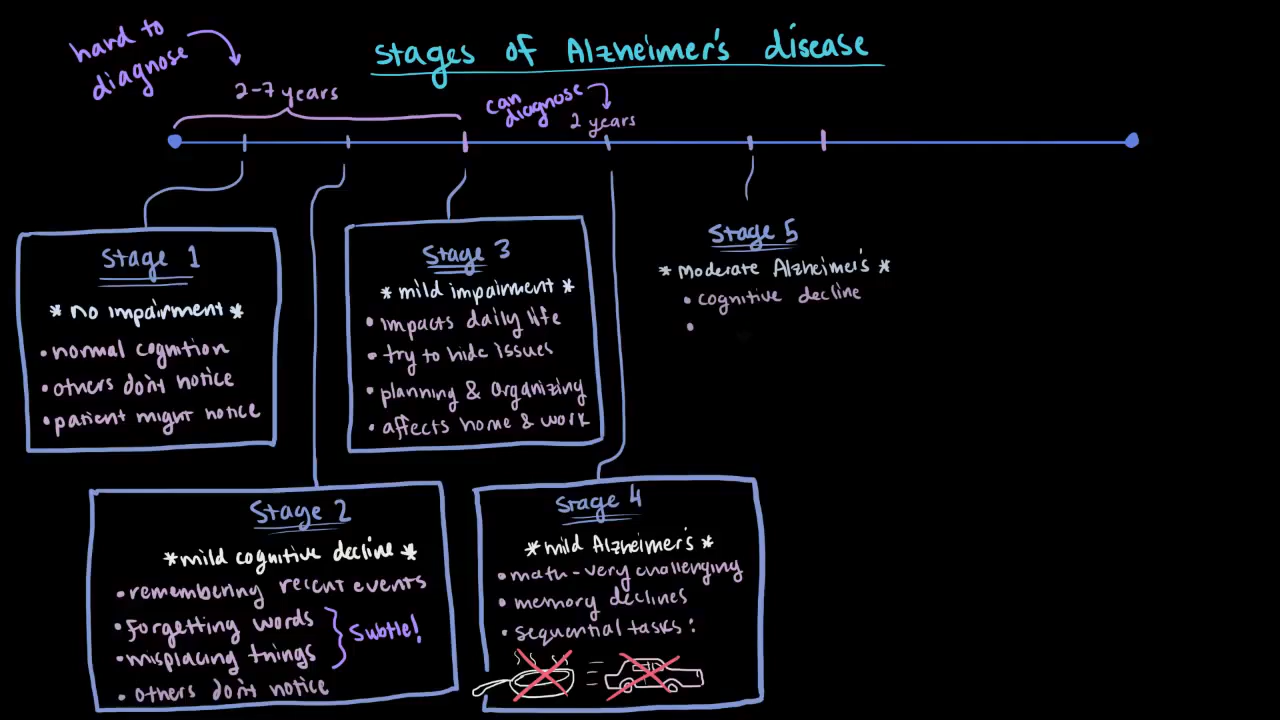 stages of Alzheimer's disease
hard to
diagnose
2-7 years
can
diagnose
2 years
Stage 1
*no impairment*
•normal cognition
•others don't notice
•patient might notice
Stage 2
*mild cognitive decline*
•remembering recent events
•forgetting words
•misplacing things
subtle!
•others don't notice
Stage 3
*mild impairment*
•impacts daily life
•try to hide issues
•planning & organizing
•affects home & work
Stage 4
*mild Alzheimer's*
•math-very challenging
•memory declines
•sequential tasks:
Stage 5
*moderate Alzheimer's*
•cognitive decline
•